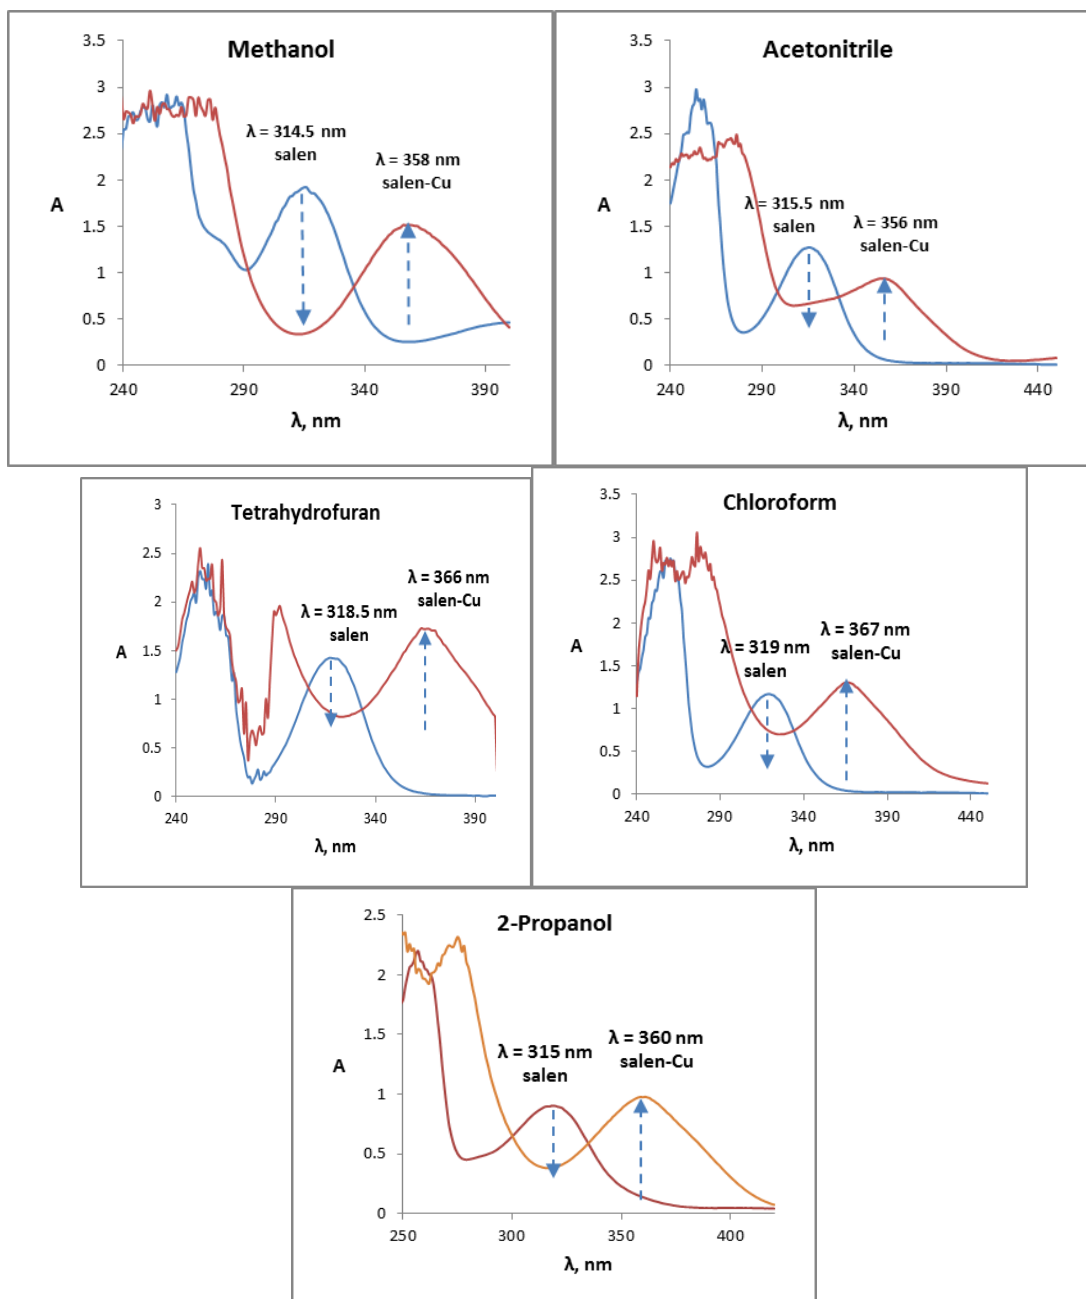 Methanol
3.5
3
2.5
2
1.5
1
0.5
0
A
λ = 314.5 nm
salen
λ = 358 nm
salen-Cu
240 290 340 390
λ, nm
Acetonitrile
3.5
3
2.5
2
1.5
1
0.5
0
A
λ = 315.5 nm
salen
λ = 356 nm
salen-Cu
240 290 340 390 440
λ, nm
Tetrahydrofuran
3
2.5
2
1.5
1
0.5
0
A
λ = 318.5 nm
salen
λ = 366 nm
salen-Cu
240 290 340 390
λ, nm
Chloroform
3.5
3
2.5
2
1.5
1
0.5
0
A
λ = 319 nm
salen
λ = 367 nm
salen-Cu
240 290 340 390 440
λ, nm
2-Propanol
2.5
2
1.5
1
0.5
0
A
λ = 315 nm
salen
λ = 360 nm
salen-Cu
250 300 350 400
λ, nm